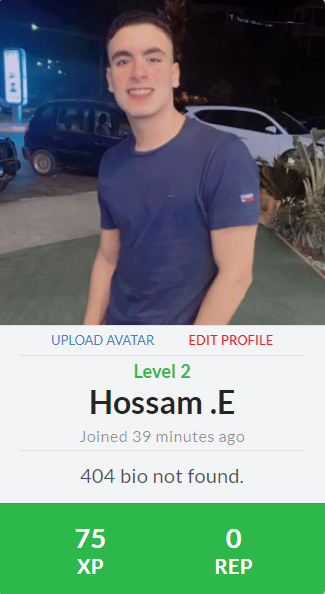 UPLOAD AVATAR EDIT PROFILE
Level 2
Hossam .E
Joined 39 minutes ago
404 bio not found.
75 0
XP REP